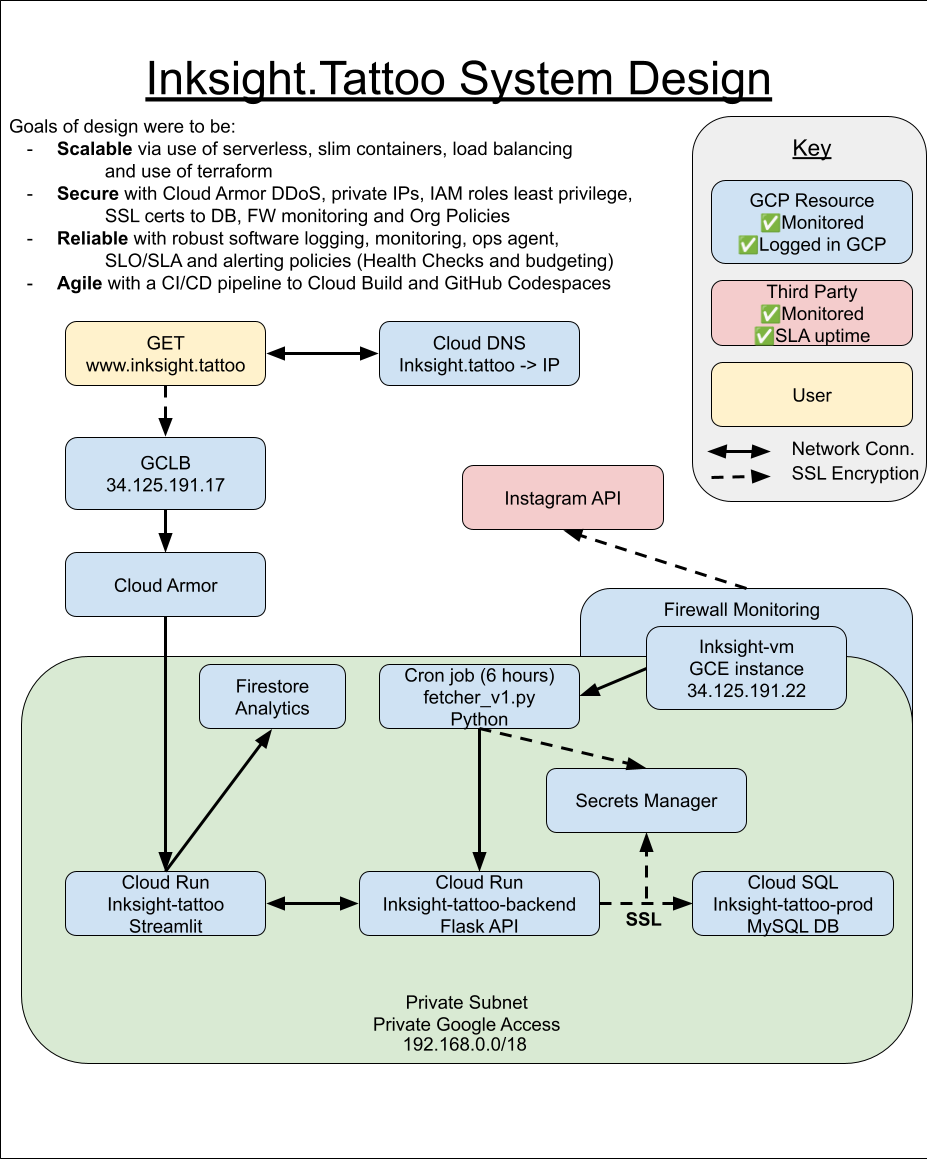 Inksight.Tattoo System Design
Goals of design were to be:
- Scalable via use of serverless, slim containers, load balancing
and use of terraform
- Secure with Cloud Armor DDoS, private IPs, IAM roles least privilege,
SSL certs to DB, FW monitoring and Org Policies
- Reliable with robust software logging, monitoring, ops agent,
SLO/SLA and alerting policies (Health Checks and budgeting)
- Agile with a CI/CD pipeline to Cloud Build and GitHub Codespaces
Key
GCP Resource
✅Monitored
✅Logged in GCP
Third Party
✅Monitored
✅SLA uptime
User
Network Conn.
SSL Encryption
GET
www.inksight.tattoo
Cloud DNS
Inksight.tattoo -> IP
GCLB
34.125.191.17
Instagram API
Cloud Armor
Firewall Monitoring
Inksight-vm
GCE instance
34.125.191.22
Firestore
Analytics
Cron job (6 hours)
fetcher_v1.py
Python
Secrets Manager
Cloud Run
Inksight-tattoo
Streamlit
Cloud Run
Inksight-tattoo-backend
Flask API
SSL
Cloud SQL
Inksight-tattoo-prod
MySQL DB
Private Subnet
Private Google Access
192.168.0.0/18